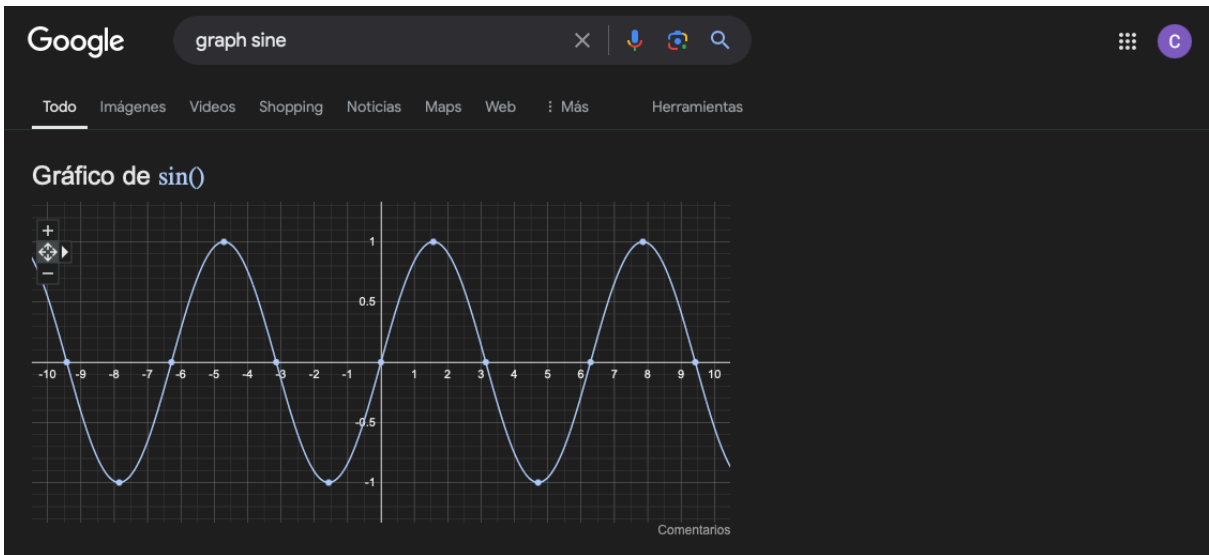 Google graph sine C
Todo Imágenes Videos Shopping Noticias Maps Web Más Herramientas
Gráfico de sin()
+
−
1
0.5
-10 -9 -8 -7 -6 -5 -4 -3 -2 -1 1 2 3 4 5 6 7 8 9 10
-0.5
-1
Comentarios